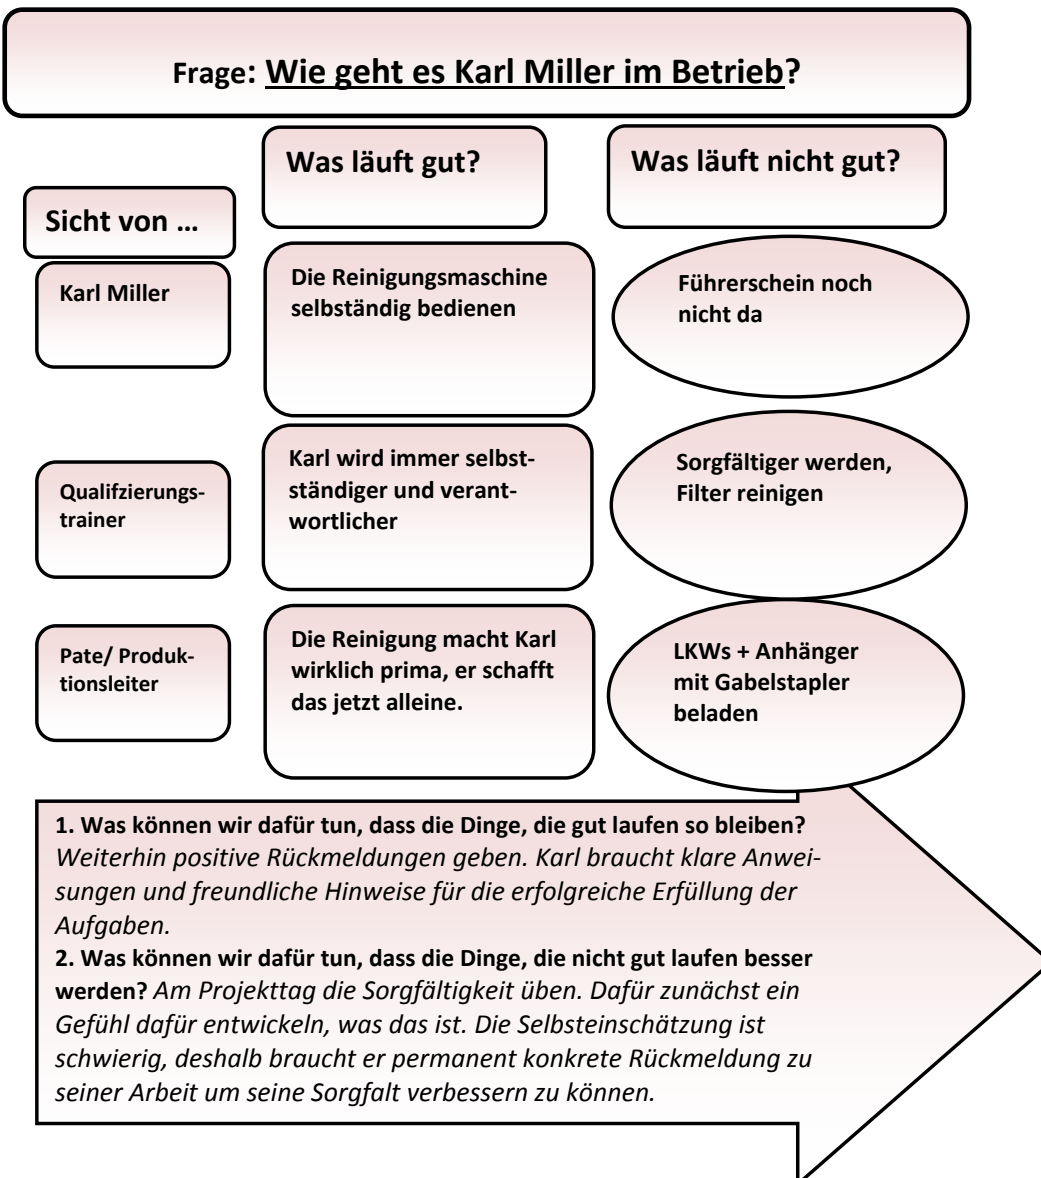 Frage: Wie geht es Karl Miller im Betrieb?
Was läuft gut?
Was läuft nicht gut?
Sicht von ...
Karl Miller
Die Reinigungsmaschine
selbständig bedienen
Führerschein noch
nicht da
Qualifzierungs-
trainer
Karl wird immer selbst-
ständiger und verant-
wortlicher
Sorgfältiger werden,
Filter reinigen
Pate/ Produk-
tionsleiter
Die Reinigung macht Karl
wirklich prima, er schafft
das jetzt alleine.
LKWs + Anhänger
mit Gabelstapler
beladen
1. Was können wir dafür tun, dass die Dinge, die gut laufen so bleiben?
Weiterhin positive Rückmeldungen geben. Karl braucht klare Anwei-
sungen und freundliche Hinweise für die erfolgreiche Erfüllung der
Aufgaben.
2. Was können wir dafür tun, dass die Dinge, die nicht gut laufen besser
werden? Am Projekttag die Sorgfältigkeit üben. Dafür zunächst ein
Gefühl dafür entwickeln, was das ist. Die Selbsteinschätzung ist
schwierig, deshalb braucht er permanent konkrete Rückmeldung zu
seiner Arbeit um seine Sorgfalt verbessern zu können.